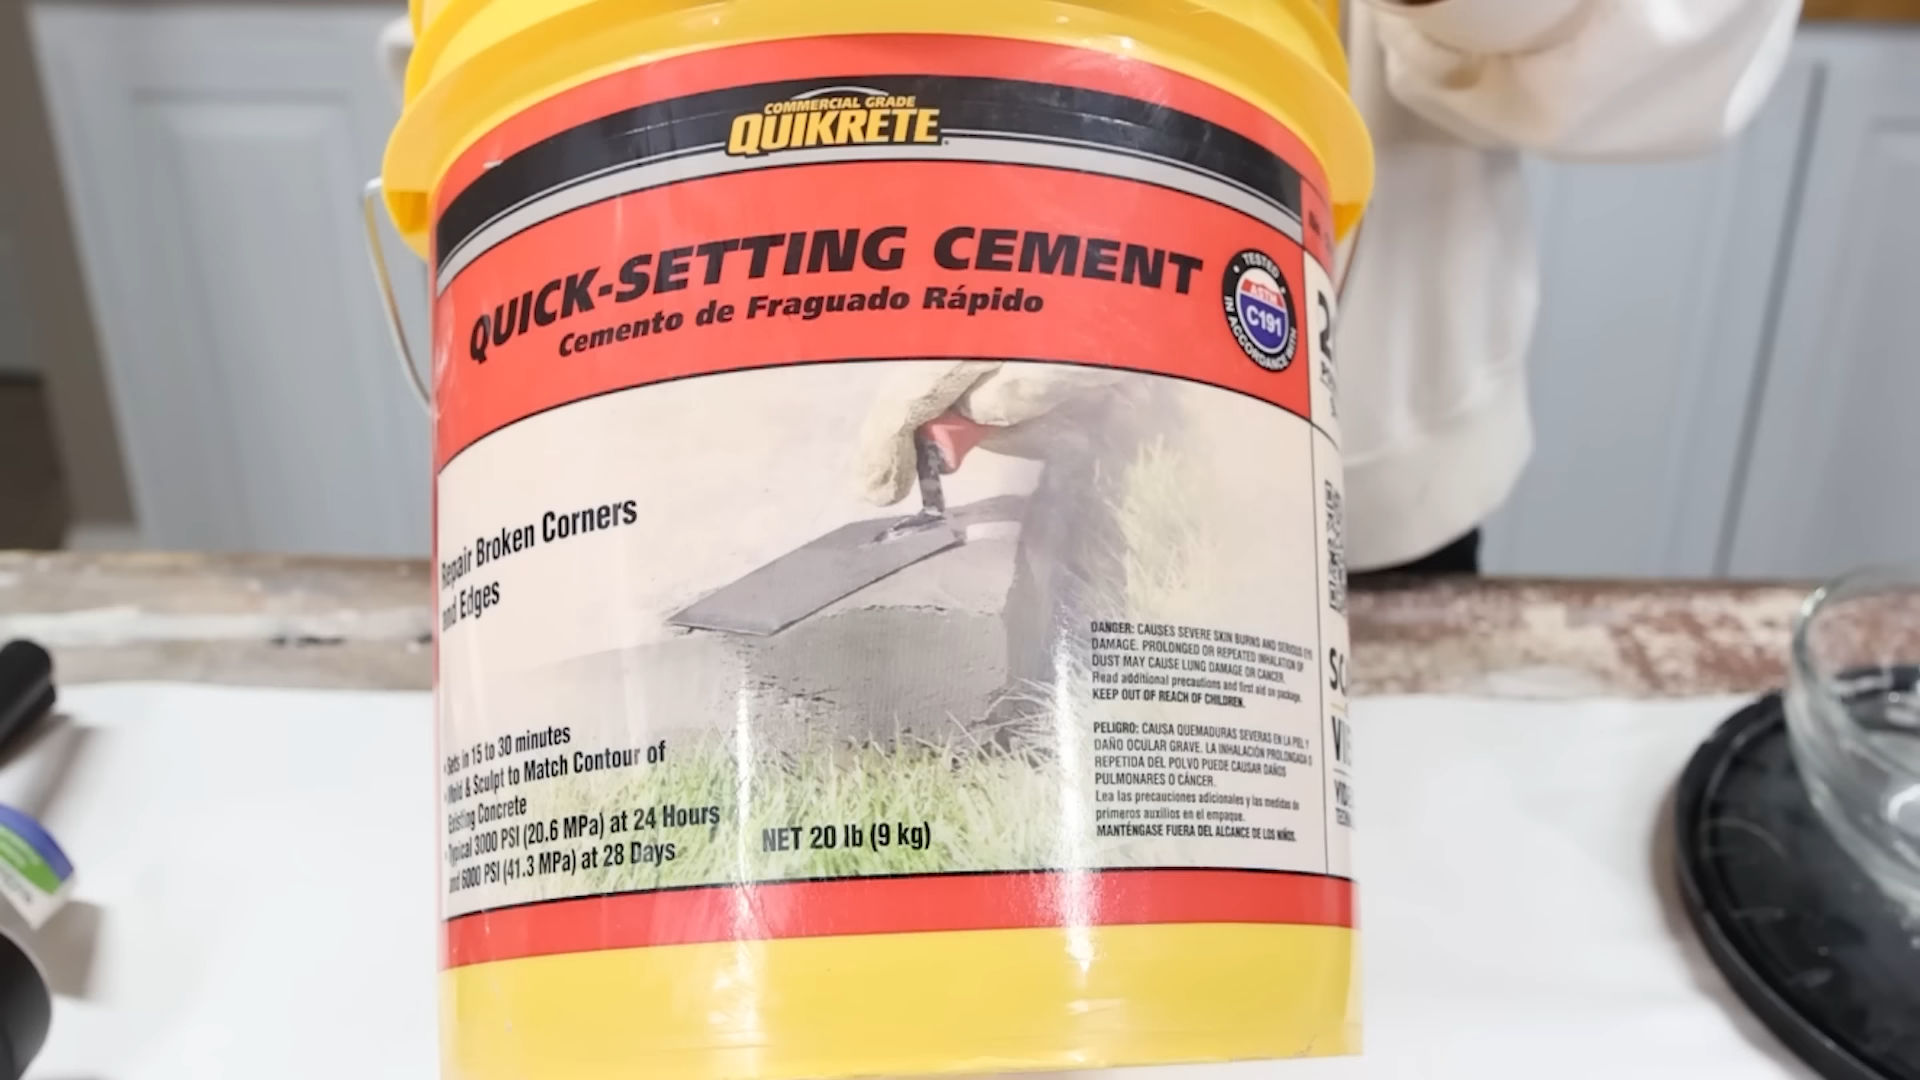 COMMERCIAL GRADE
QUIKRETE
QUICK-SETTING CEMENT
Cemento de Fraguado Rápido
TESTED
IN ACCORDANCE WITH
ASTM
C191
Repair Broken Corners
and Edges
• Sets in 15 to 30 minutes
• Mold & Sculpt to Match Contour of
Existing Concrete
• Typical 3000 PSI (20.6 MPa) at 24 Hours
and 6000 PSI (41.3 MPa) at 28 Days
NET 20 lb (9 kg)
DANGER: CAUSES SEVERE SKIN BURNS AND SERIOUS EYE
DAMAGE. PROLONGED OR REPEATED INHALATION OF
DUST MAY CAUSE LUNG DAMAGE OR CANCER.
Read additional precautions and first aid on package.
KEEP OUT OF REACH OF CHILDREN.
PELIGRO: CAUSA QUEMADURAS SEVERAS EN LA PIEL Y
DAÑO OCULAR GRAVE. LA INHALACIÓN PROLONGADA O
REPETIDA DEL POLVO PUEDE CAUSAR DAÑOS
PULMONARES O CÁNCER.
Lea las precauciones adicionales y las medidas de
primeros auxilios en el empaque.
MANTÉNGASE FUERA DEL ALCANCE DE LOS NIÑOS.